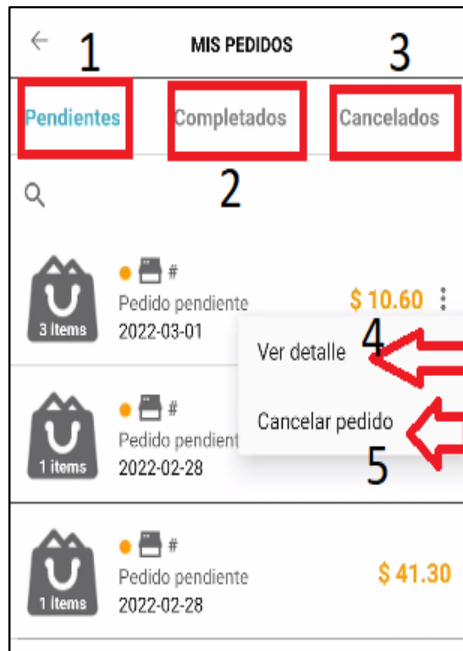 1
MIS PEDIDOS
3
Pendientes
Completados
Cancelados
2
#
Pedido pendiente
$ 10.60
3 Items
2022-03-01
Ver detalle
4
#
Pedido pendient
Cancelar pedido
1 items
2022-02-28
5
#
Pedido pendiente
$ 41.30
1 Items
2022-02-28